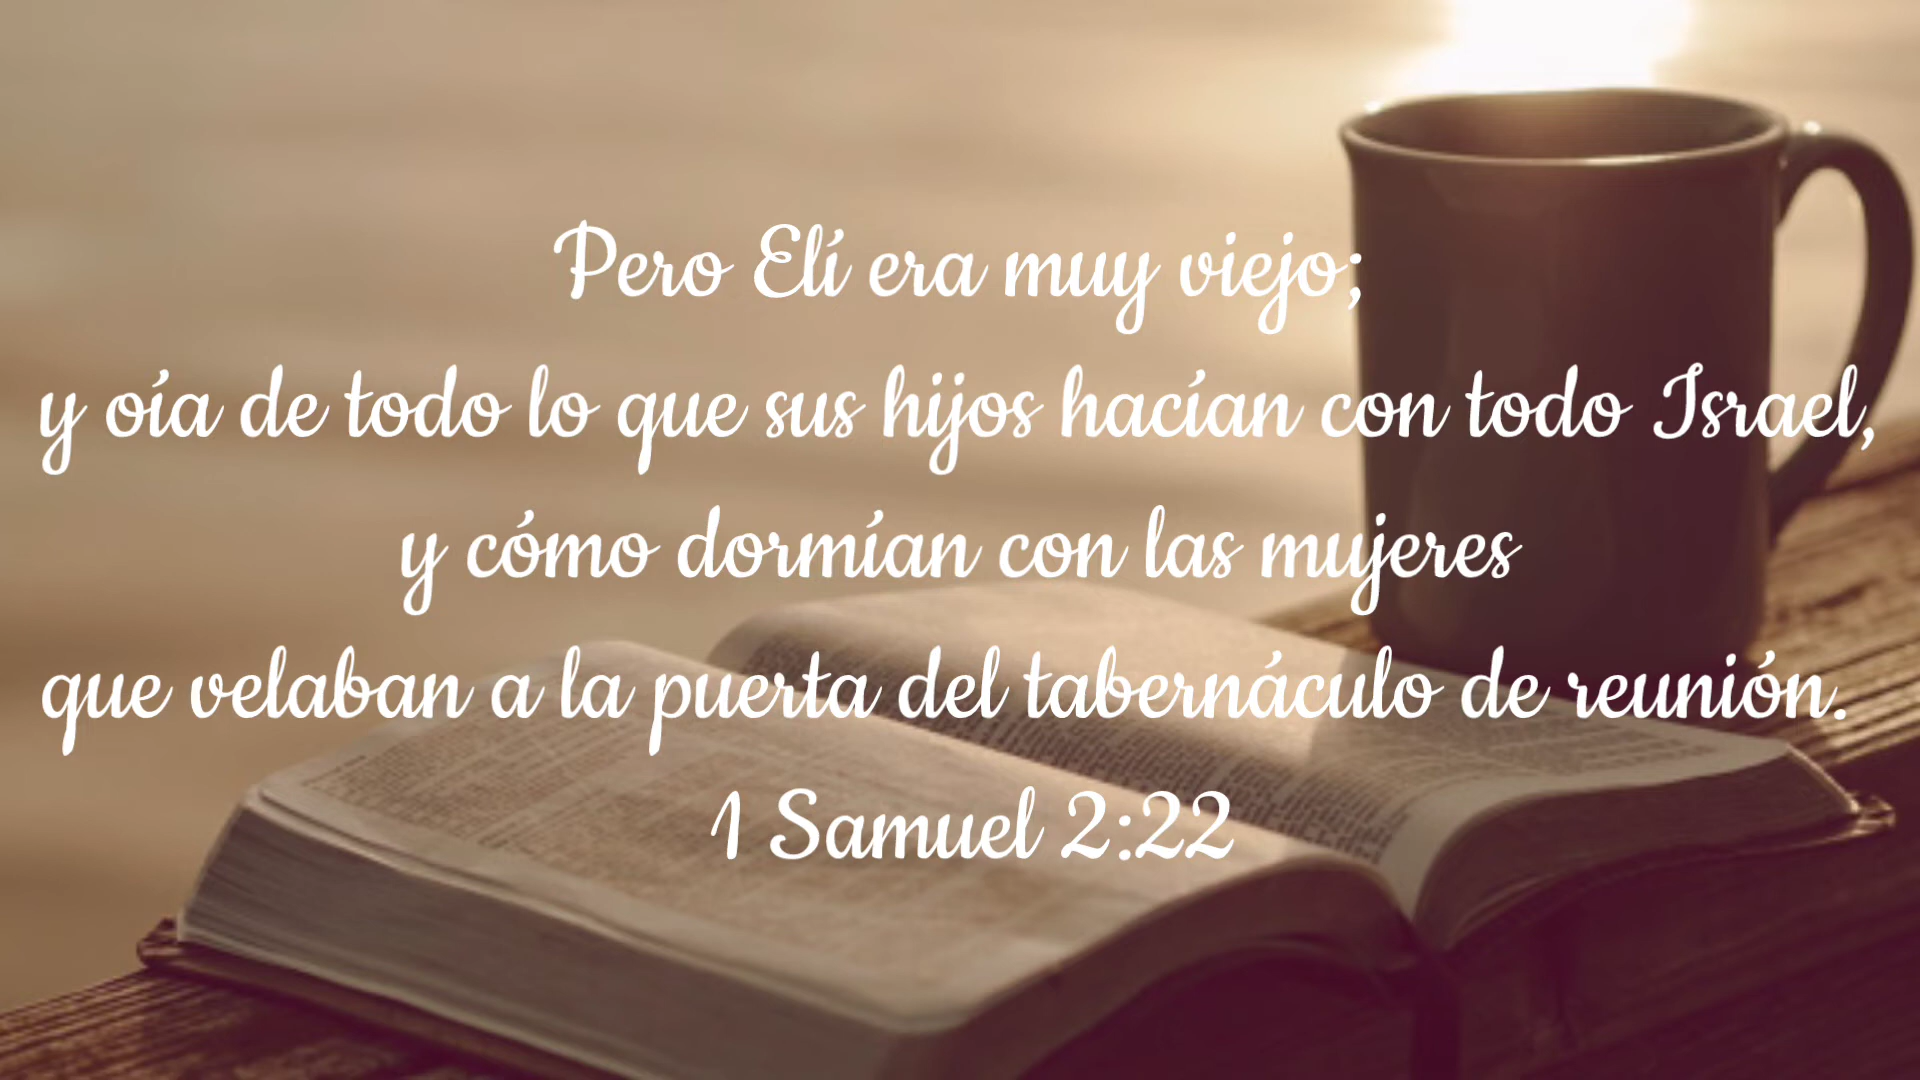 Pero Elí era muy viejo;
y oía de todo lo que sus hijos hacían con todo Israel,
y cómo dormían con las mujeres
que velaban a la puerta del tabernáculo de reunión.
1 Samuel 2:22